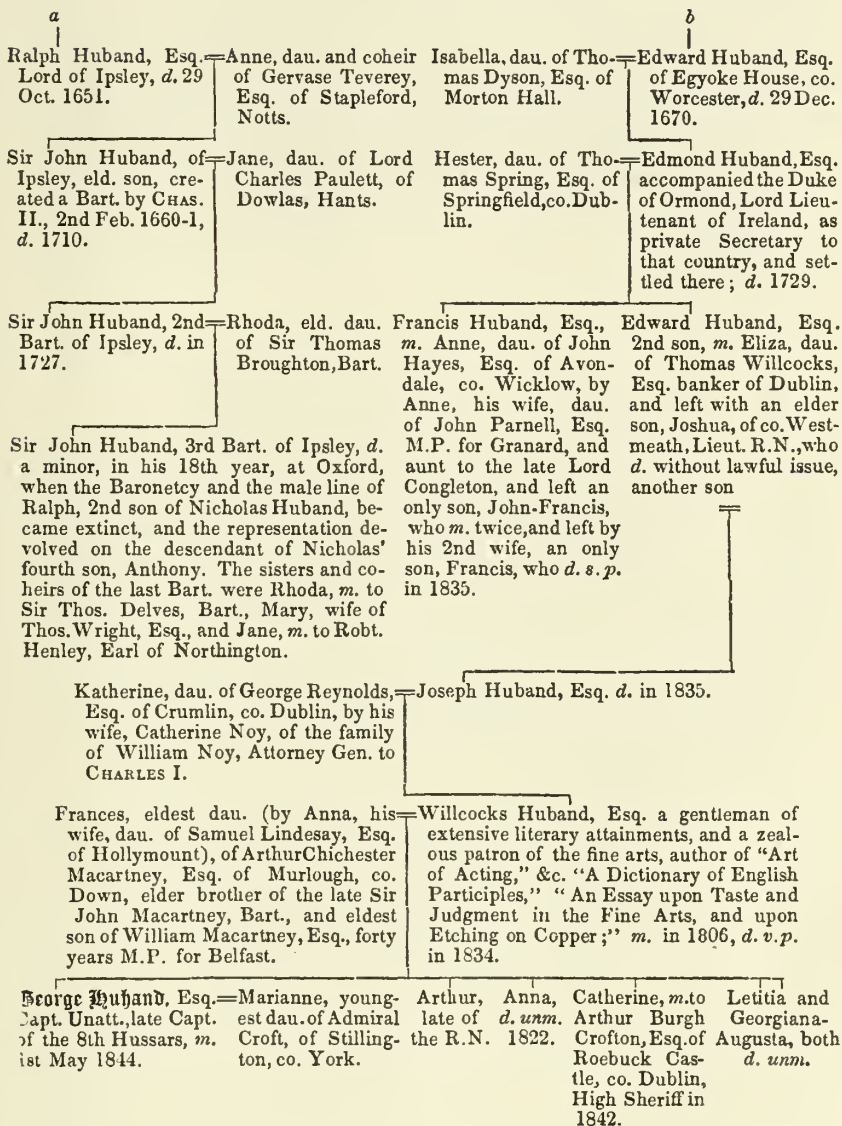 a
b
Ralph Huband, Esq.
Lord of Ipsley, d. 29
Oct. 1651.
Anne, dau. and coheir
of Gervase Teverey,
Esq. of Stapleford,
Notts.
Isabella, dau. of Tho-
mas Dyson, Esq. of
Morton Hall.
Edward Huband, Esq.
of Egyoke House, co.
Worcester, d. 29 Dec.
1670.
Sir John Huband, of
Ipsley, eld. son, cre-
ated a Bart. by CHAS.
II., 2nd Feb. 1660-1,
d. 1710.
Jane, dau. of Lord
Charles Paulett, of
Dowlas, Hants.
Hester, dau. of Tho-
mas Spring, Esq. of
Springfield, co. Dub-
lin.
Edmond Huband, Esq.
accompanied the Duke
of Ormond, Lord Lieu-
tenant of Ireland, as
private Secretary to
that country, and set-
tled there; d. 1729.
Sir John Huband, 2nd
Bart. of Ipsley, d. in
1727.
Rhoda, eld. dau.
of Sir Thomas
Broughton, Bart.
Francis Huband, Esq.,
m. Anne, dau. of John
Hayes, Esq. of Avon-
dale, co. Wicklow, by
Anne, his wife, dau.
of John Parnell, Esq.
M.P. for Granard, and
aunt to the late Lord
Congleton, and left an
only son, John-Francis,
who m. twice, and left by
his 2nd wife, an only
son, Francis, who d. s. p.
in 1835.
Edward Huband, Esq.
2nd son, m. Eliza, dau.
of Thomas Willcocks,
Esq. banker of Dublin,
and left with an elder
son, Joshua, of co. West-
meath, Lieut. R.N., who
d. without lawful issue,
another son
Sir John Huband, 3rd Bart. of Ipsley, d.
a minor, in his 18th year, at Oxford,
when the Baronetcy and the male line of
Ralph, 2nd son of Nicholas Huband, be-
came extinct, and the representation de-
volved on the descendant of Nicholas'
fourth son, Anthony. The sisters and co-
heirs of the last Bart. were Rhoda, m. to
Sir Thos. Delves, Bart., Mary, wife of
Thos. Wright, Esq., and Jane, m. to Robt.
Henley, Earl of Northington.
Katherine, dau. of George Reynolds,
Esq. of Crumlin, co. Dublin, by his
wife, Catherine Noy, of the family
of William Noy, Attorney Gen. to
CHARLES I.
Joseph Huband, Esq. d. in 1835.
Frances, eldest dau. (by Anna, his
wife, dau. of Samuel Lindesay, Esq.
of Hollymount), of Arthur Chichester
Macartney, Esq. of Murlough, co.
Down, elder brother of the late Sir
John Macartney, Bart., and eldest
son of William Macartney, Esq., forty
years M.P. for Belfast.
Willcocks Huband, Esq. a gentleman of
extensive literary attainments, and a zeal-
ous patron of the fine arts, author of "Art
of Acting," &c. "A Dictionary of English
Participles," "An Essay upon Taste and
Judgment in the Fine Arts, and upon
Etching on Copper;" m. in 1806, d. v.p.
in 1834.
George Huband, Esq.
Capt. Unatt., late Capt.
of the 8th Hussars, m.
1st May 1844.
Marianne, young-
est dau. of Admiral
Croft, of Stilling-
ton, co. York.
Arthur,
late of
the R.N.
Anna,
d. unm.
1822.
Catherine, m. to
Arthur Burgh
Crofton, Esq. of
Roebuck Cas-
tle, co. Dublin,
High Sheriff in
1842.
Letitia and
Georgiana-
Augusta, both
d. unm.